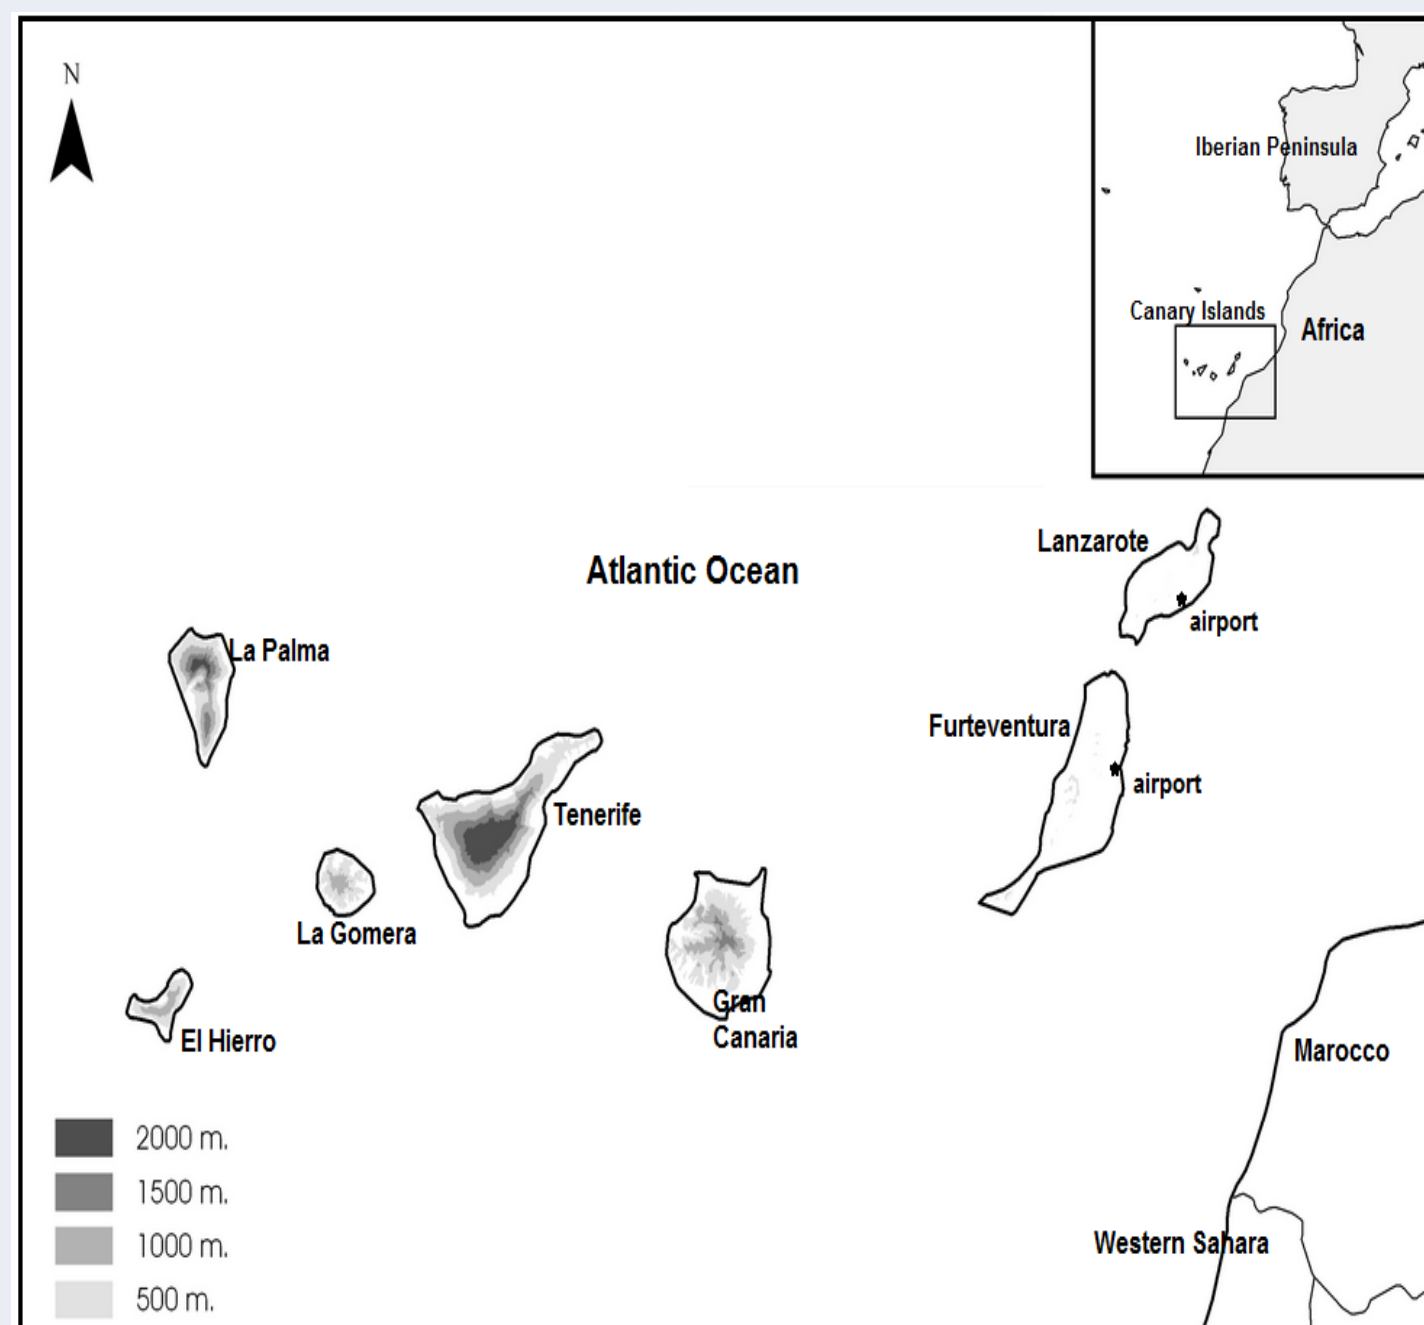 N
Iberian Peninsula
Canary Islands
Africa
Lanzarote
Atlantic Ocean
airport
La Palma
Furteventura
airport
Tenerife
La Gomera
Gran
Canaria
El Hierro
Marocco
2000 m.
1500 m.
1000 m.
Western Sahara
500 m.